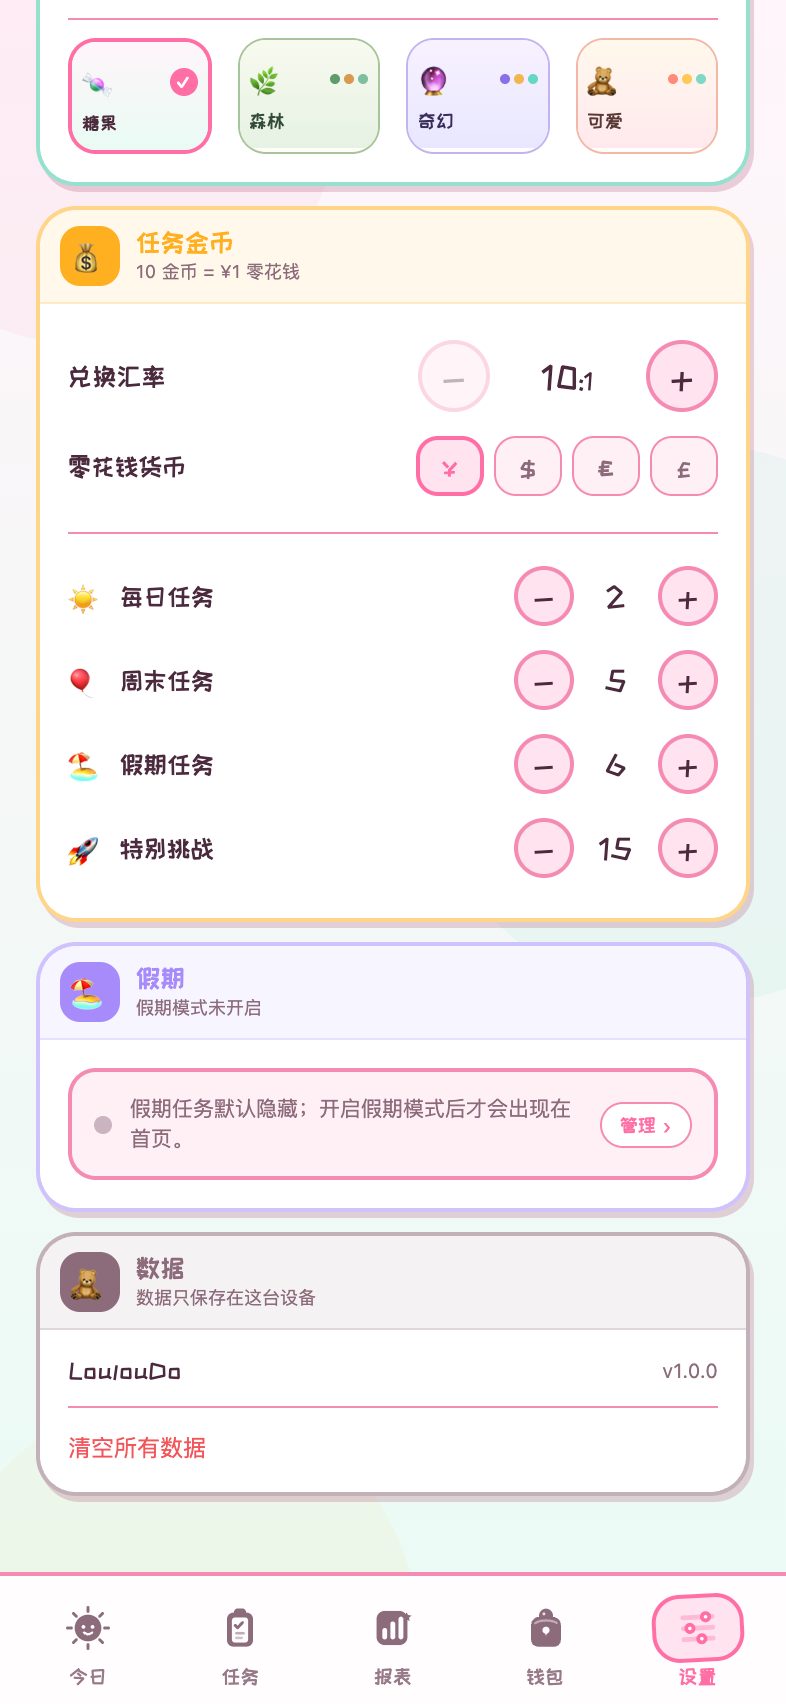 糖果
森林
奇幻
可爱
任务金币
10 金币 = ¥1 零花钱
兑换汇率
− 10:1 +
零花钱货币
¥ $ € £
每日任务
− 2 +
周末任务
− 5 +
假期任务
− 6 +
特别挑战
− 15 +
假期
假期模式未开启
假期任务默认隐藏；开启假期模式后才会出现在
首页。
管理 ›
数据
数据只保存在这台设备
LoulouDo
v1.0.0
清空所有数据
今日
任务
报表
钱包
设置